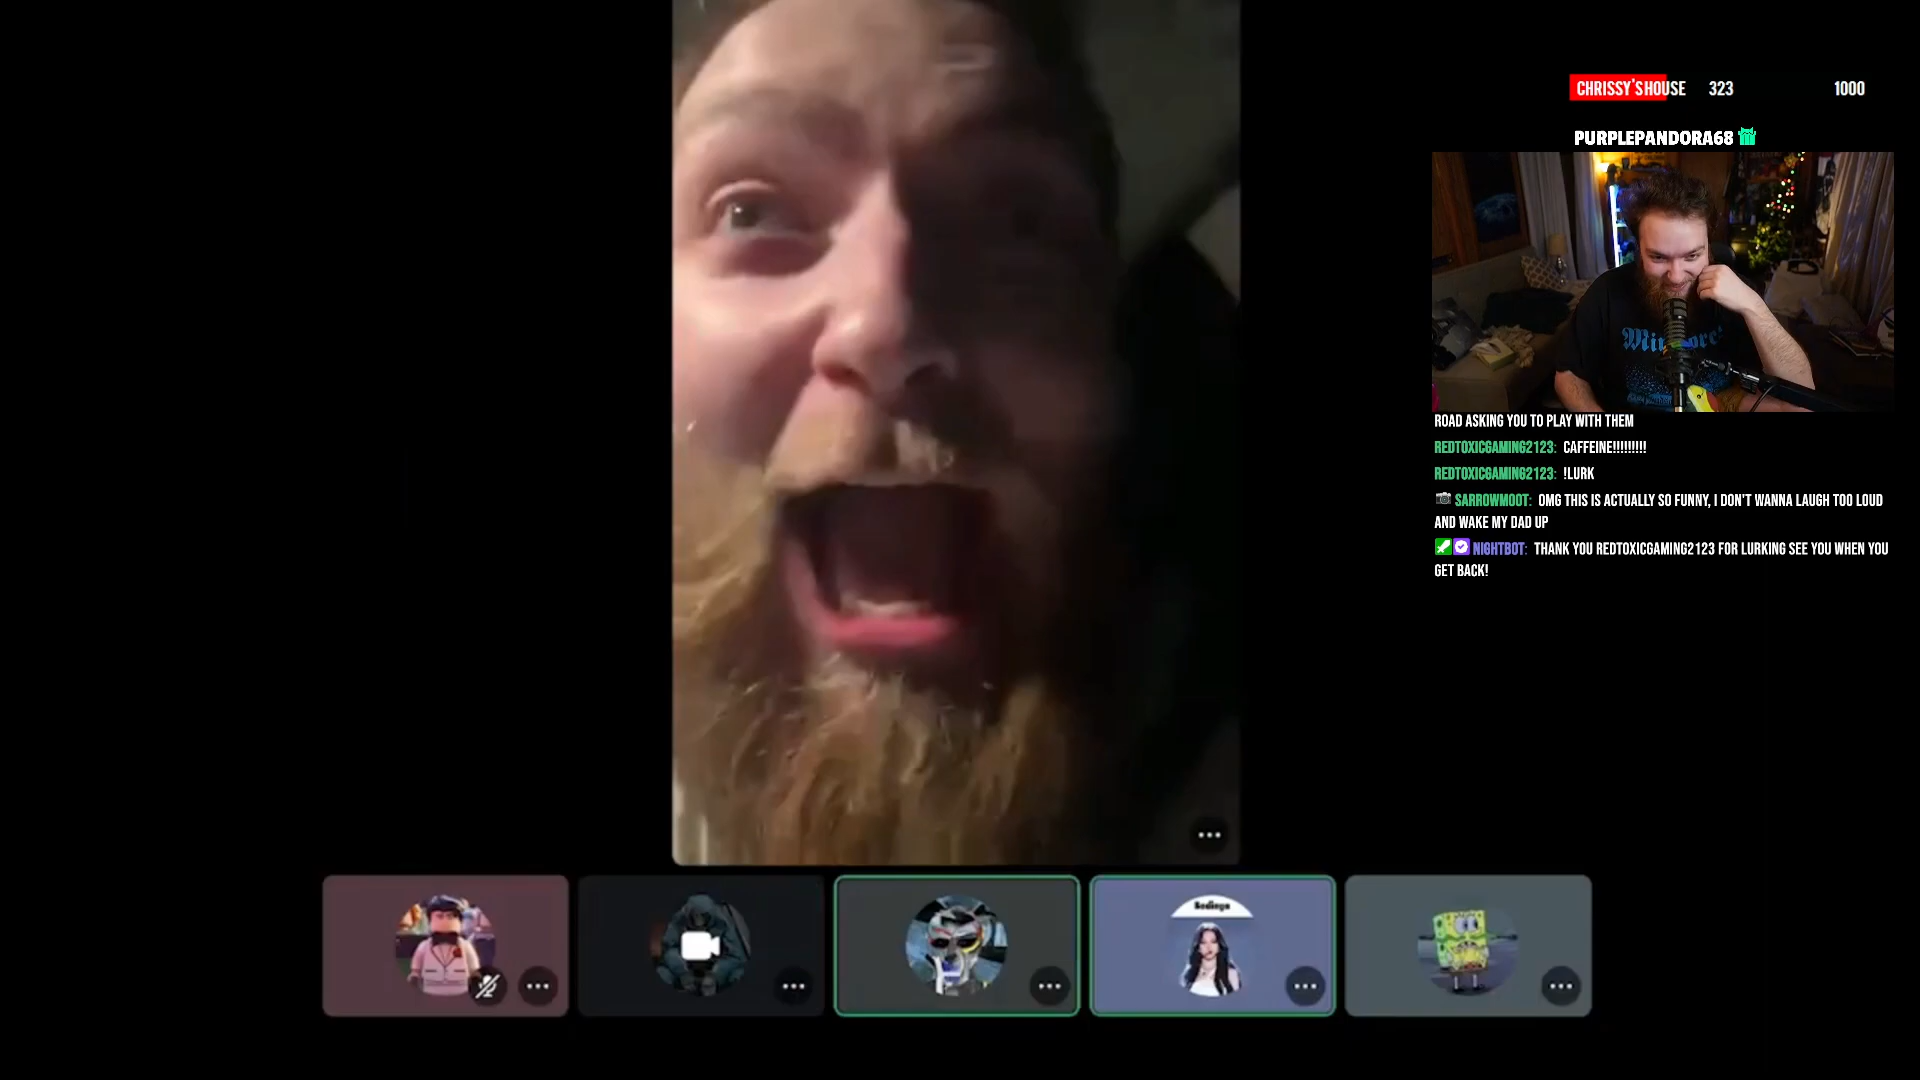 CHRISSY'S HOUSE 323 1000
PURPLEPANDORA68
ROAD ASKING YOU TO PLAY WITH THEM
REDTOXICGAMING2123: CAFFEINE!!!!!!!!!
REDTOXICGAMING2123: !LURK
SARROWMOOT: OMG THIS IS ACTUALLY SO FUNNY, I DON'T WANNA LAUGH TOO LOUD
AND WAKE MY DAD UP
NIGHTBOT: THANK YOU REDTOXICGAMING2123 FOR LURKING SEE YOU WHEN YOU
GET BACK!